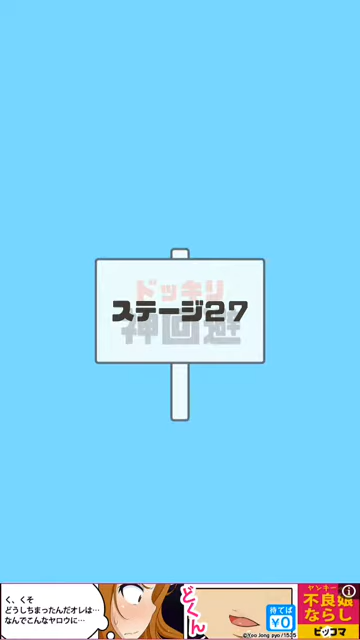 ドッキリ
神回避
ステージ27
く、くそ
どうしちまったんだオレは…
なんでこんなヤロウに…
どくん
待てば
¥0
©Yoo Jong pyo/1535
ヤンキー
不良娘
ならし
ピッコマ